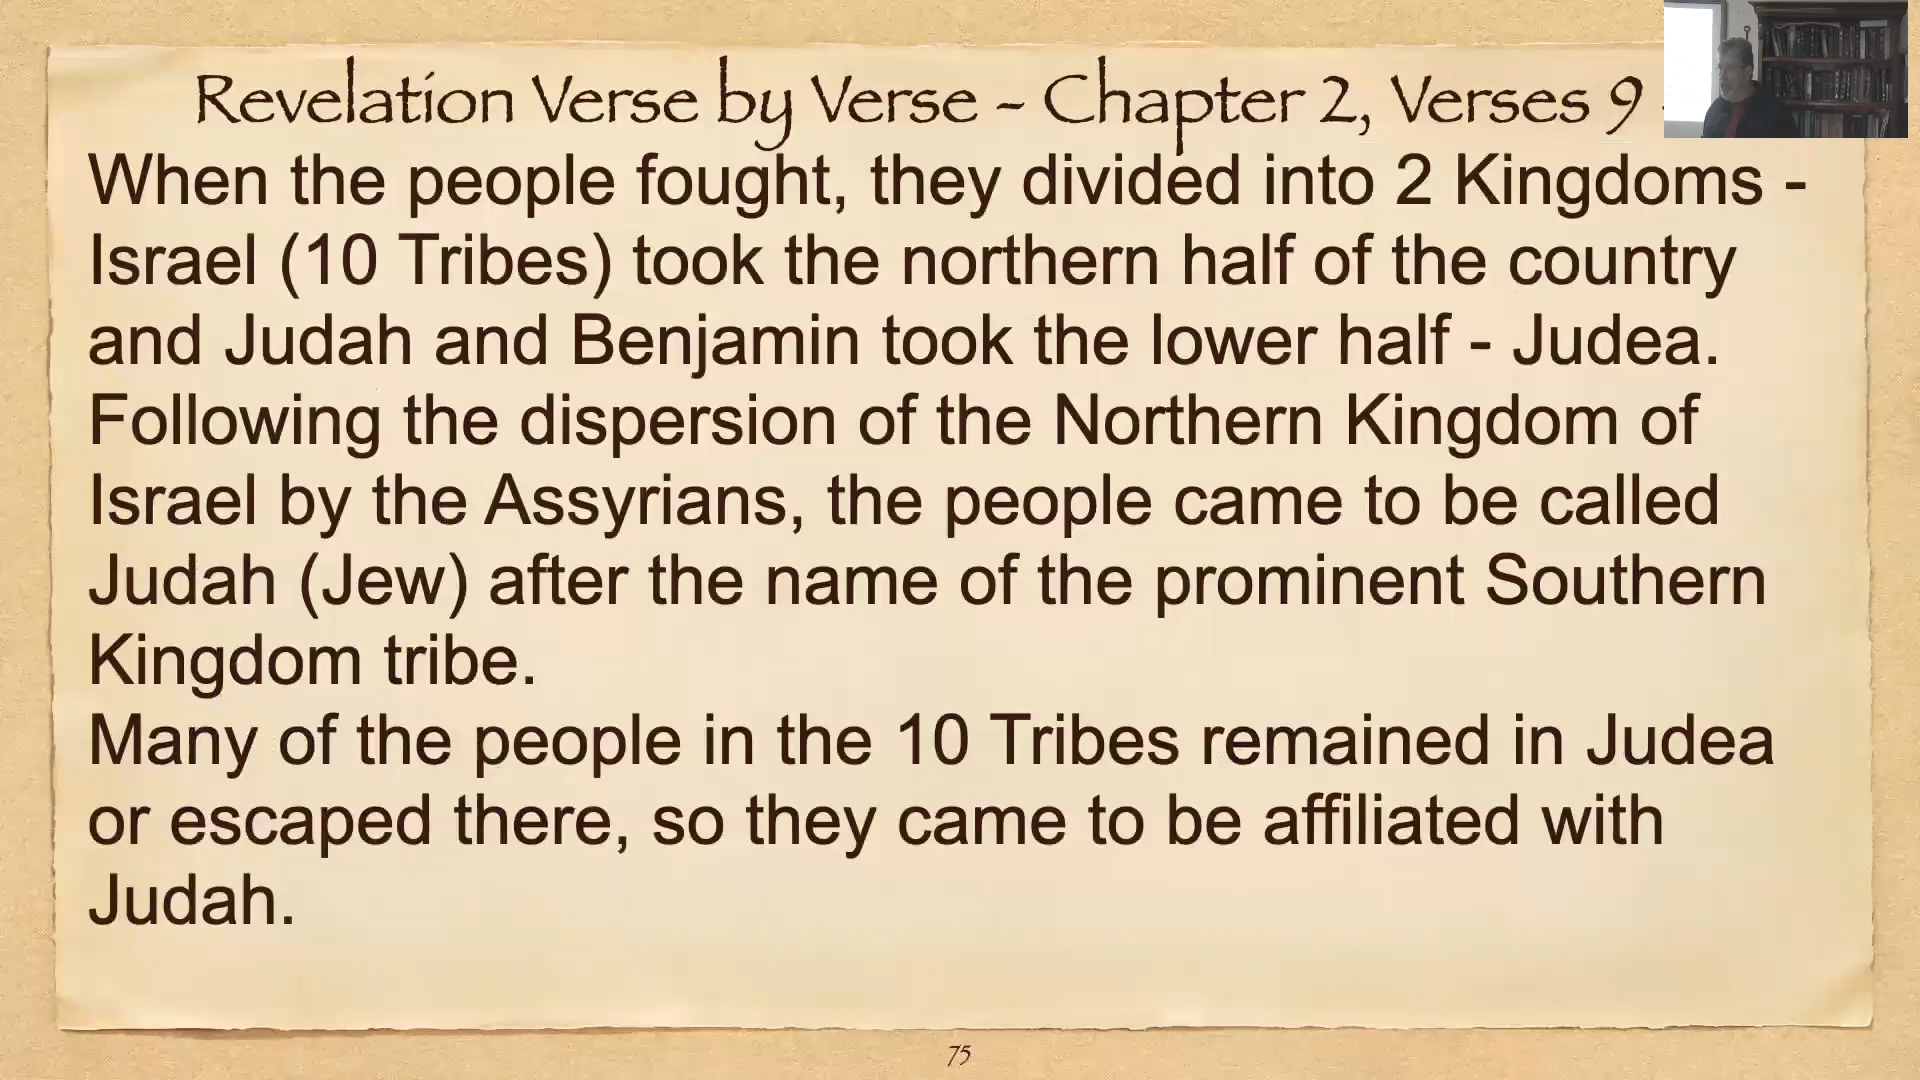 Revelation Verse by Verse - Chapter 2, Verses 9
When the people fought, they divided into 2 Kingdoms -
Israel (10 Tribes) took the northern half of the country
and Judah and Benjamin took the lower half - Judea.
Following the dispersion of the Northern Kingdom of
Israel by the Assyrians, the people came to be called
Judah (Jew) after the name of the prominent Southern
Kingdom tribe.
Many of the people in the 10 Tribes remained in Judea
or escaped there, so they came to be affiliated with
Judah.
75